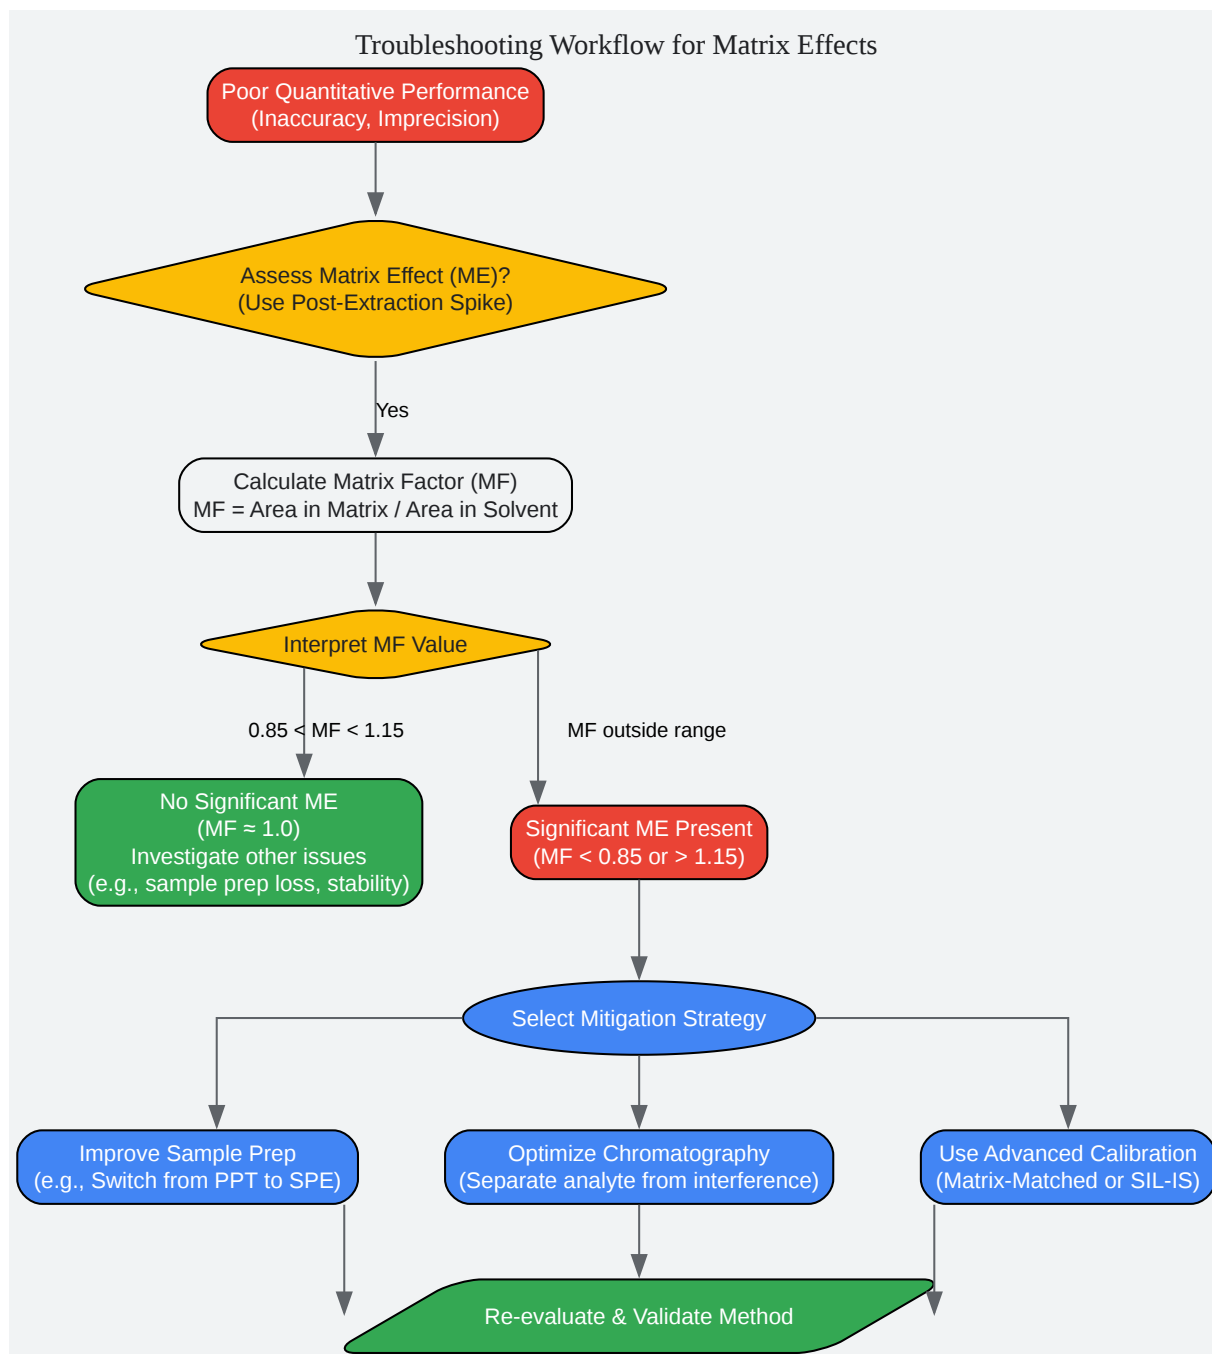 Troubleshooting Workflow for Matrix Effects
Poor Quantitative Performance
(Inaccuracy, Imprecision)
Assess Matrix Effect (ME)?
(Use Post-Extraction Spike)
Yes
Calculate Matrix Factor (MF)
MF = Area in Matrix / Area in Solvent
Interpret MF Value
0.85 < MF < 1.15
MF outside range
No Significant ME
(MF ≈ 1.0)
Investigate other issues
(e.g., sample prep loss, stability)
Significant ME Present
(MF < 0.85 or > 1.15)
Select Mitigation Strategy
Improve Sample Prep
(e.g., Switch from PPT to SPE)
Optimize Chromatography
(Separate analyte from interference)
Use Advanced Calibration
(Matrix-Matched or SIL-IS)
Re-evaluate & Validate Method